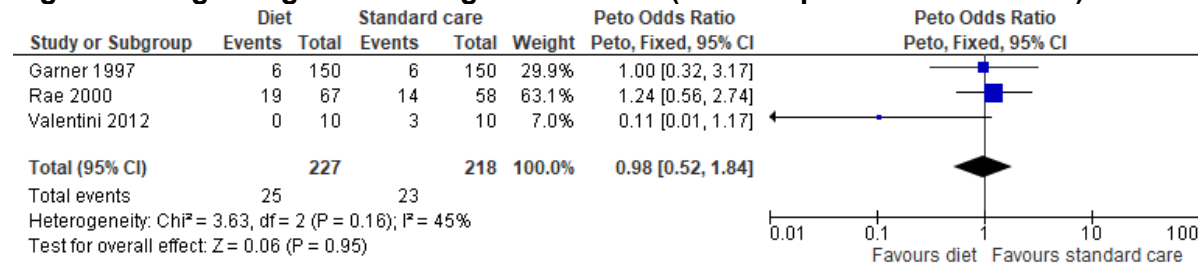 Diet Standard care Peto Odds Ratio Peto Odds Ratio
Study or Subgroup Events Total Events Total Weight Peto, Fixed, 95% CI Peto, Fixed, 95% CI
Garner 1997 6 150 6 150 29.9% 1.00 [0.32, 3.17]
Rae 2000 19 67 14 58 63.1% 1.24 [0.56, 2.74]
Valentini 2012 0 10 3 10 7.0% 0.11 [0.01, 1.17]
Total (95% CI) 227 218 100.0% 0.98 [0.52, 1.84]
Total events 25 23
Heterogeneity: Chi² = 3.63, df = 2 (P = 0.16); I² = 45%
Test for overall effect: Z = 0.06 (P = 0.95)
0.01 0.1 1 10 100
Favours diet Favours standard care